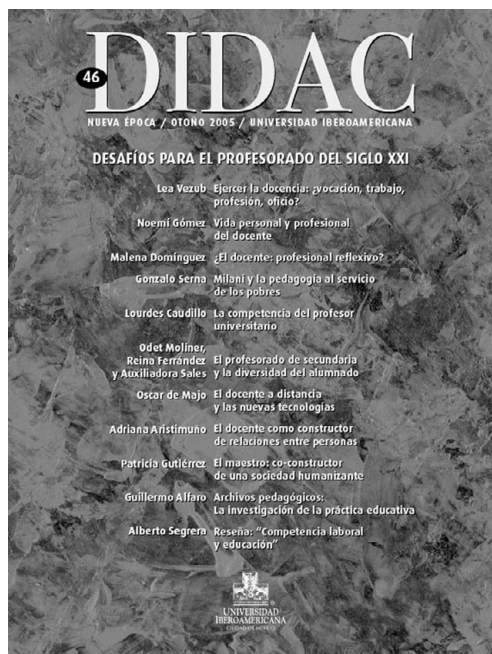 DIDAC
46
NUEVA ÉPOCA / OTOÑO 2005 / UNIVERSIDAD IBEROAMERICANA
DESAFÍOS PARA EL PROFESORADO DEL SIGLO XXI
Lea Vezub Ejercer la docencia: ¿vocación, trabajo,
profesión, oficio?
Noemí Gómez Vida personal y profesional
del docente
Malena Domínguez ¿El docente: profesional reflexivo?
Gonzalo Serna Milani y la pedagogía al servicio
de los pobres
Lourdes Caudillo La competencia del profesor
universitario
Odet Moliner,
Reina Ferrández El profesorado de secundaria
y Auxiliadora Sales y la diversidad del alumnado
Oscar de Majo El docente a distancia
y las nuevas tecnologías
Adriana Aristimuño El docente como constructor
de relaciones entre personas
Patricia Gutiérrez El maestro: co-constructor
de una sociedad humanizante
Guillermo Alfaro Archivos pedagógicos:
La investigación de la práctica educativa
Alberto Segrera Reseña: "Competencia laboral
y educación"
UNIVERSIDAD
IBEROAMERICANA
CIUDAD DE MÉXICO